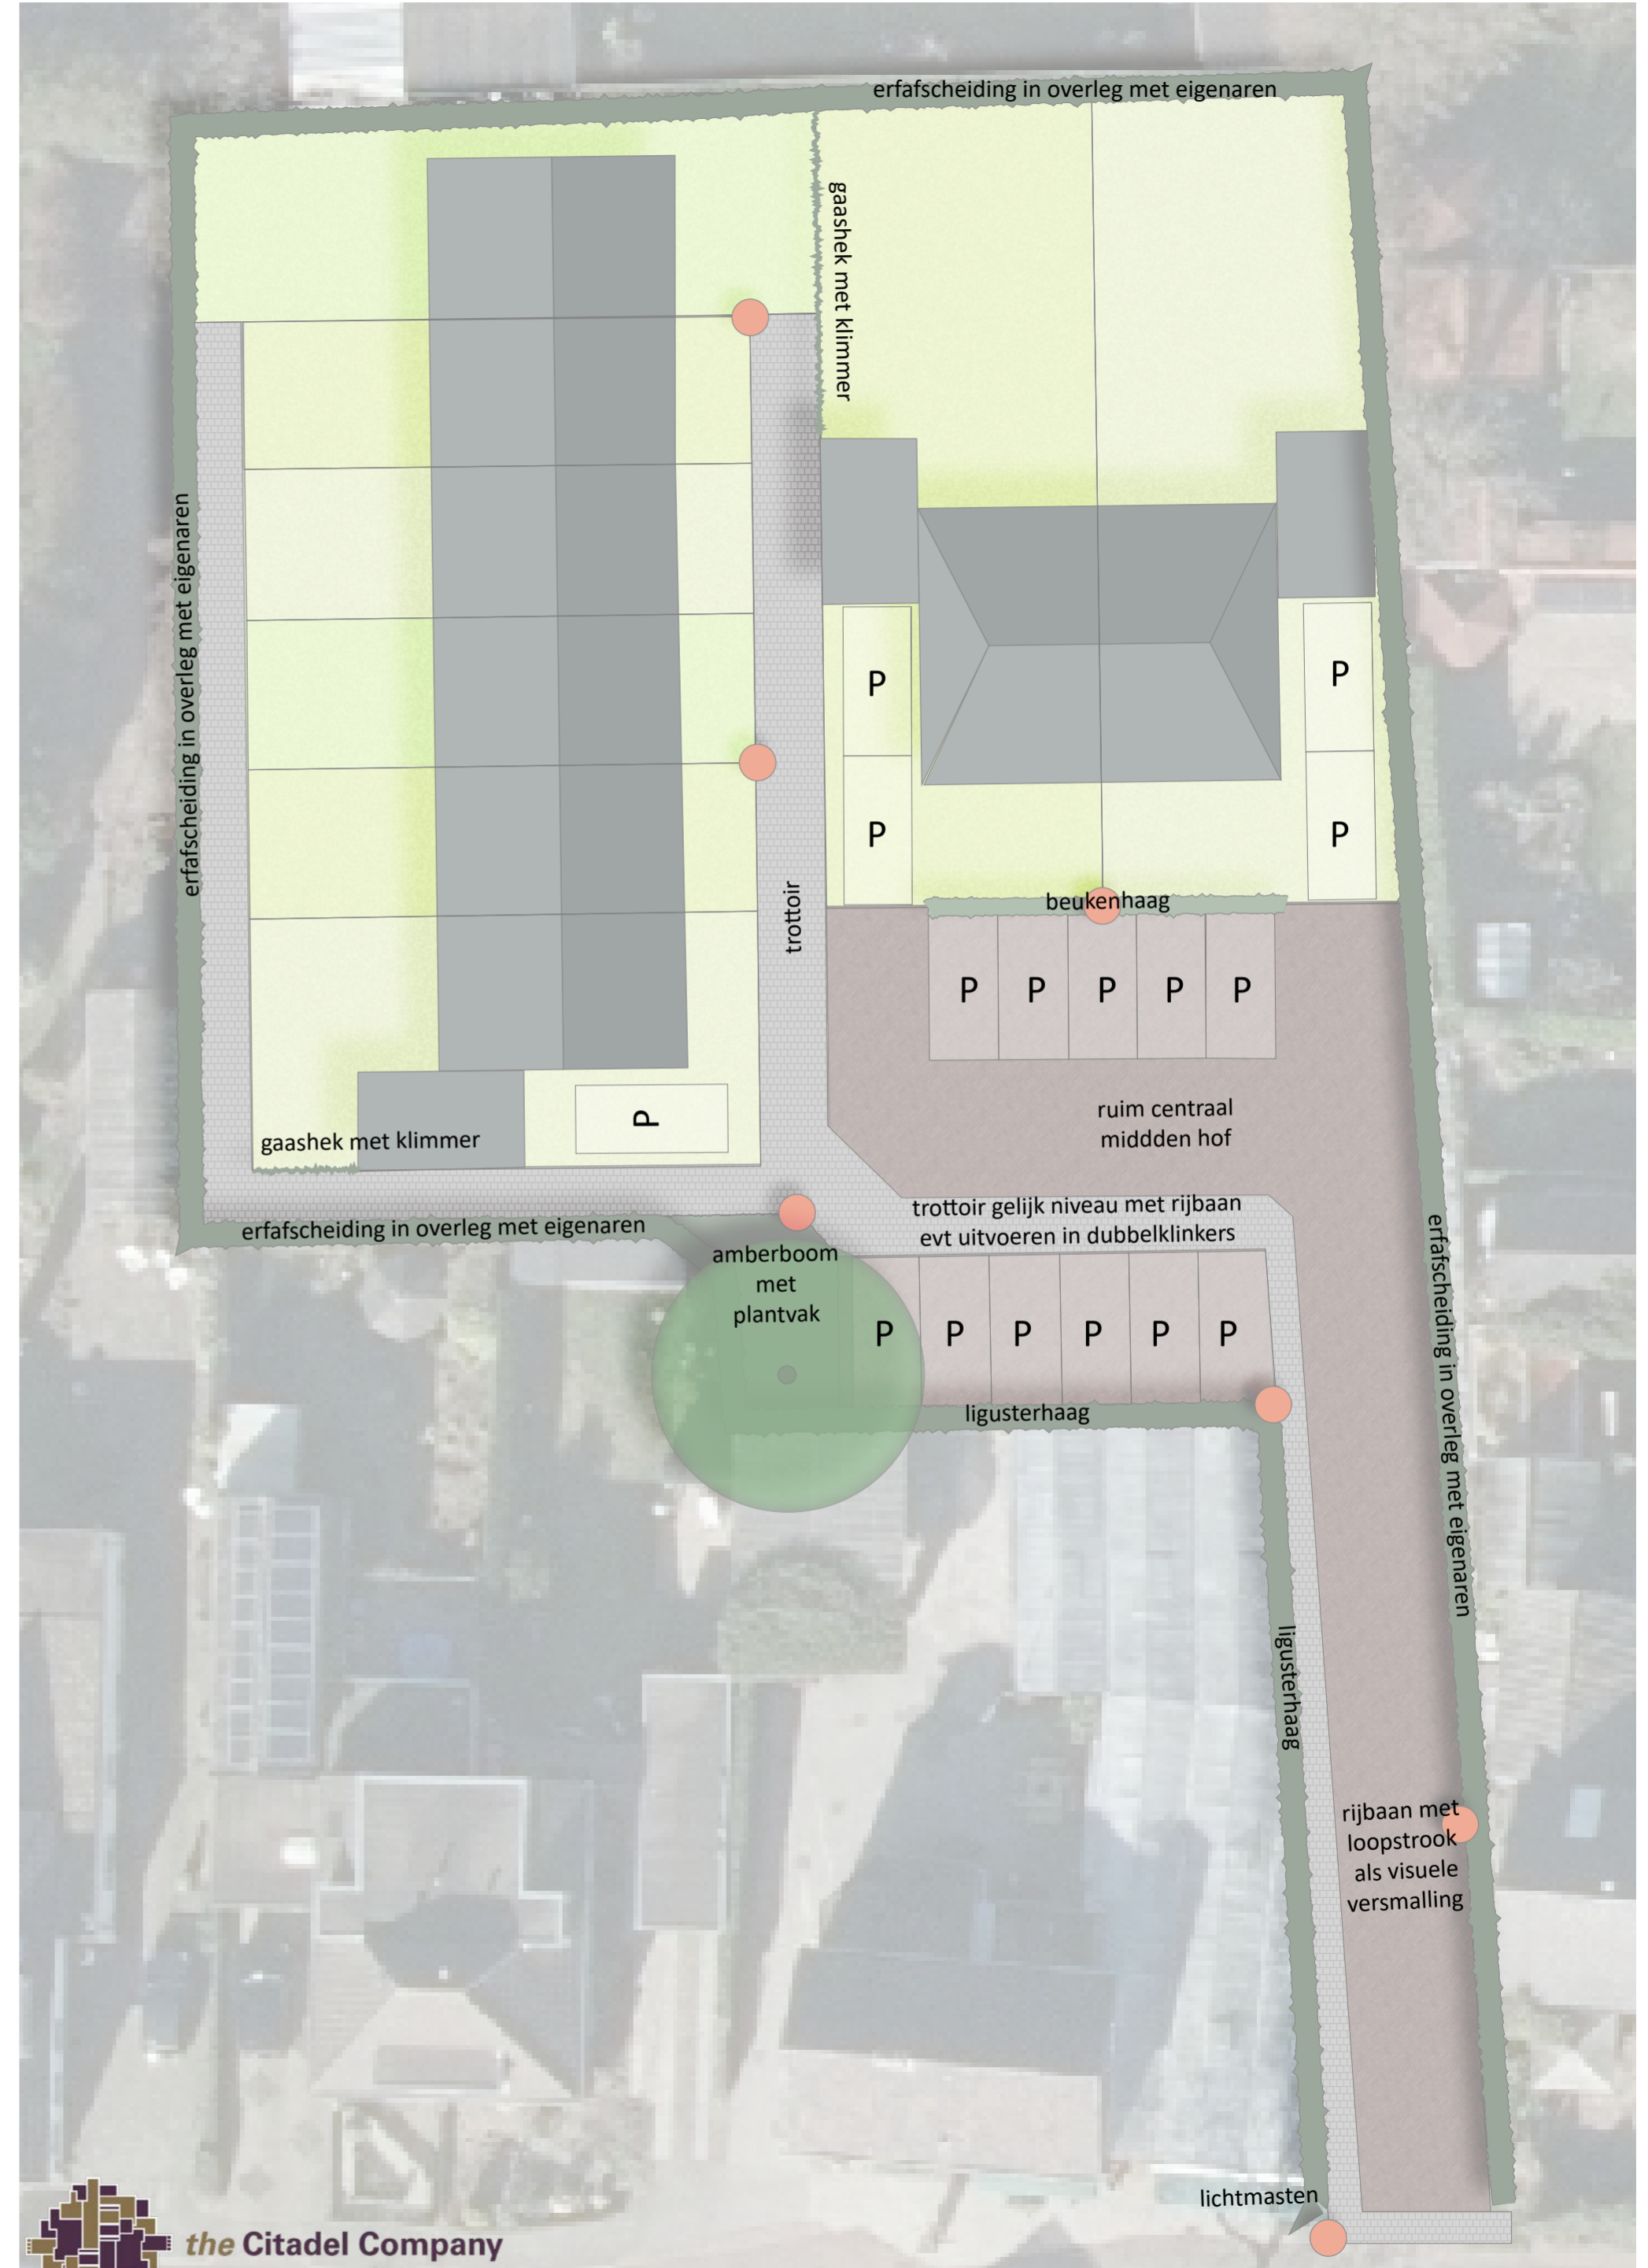 erfafscheiding in overleg met eigenaren
gaashek met klimmer
erfafscheiding in overleg met eigenaren
P
P
P
P
trottoir
beukenhaag
P P P P P
ruim centraal
middden hof
P
gaashek met klimmer
trottoir gelijk niveau met rijbaan
evt uitvoeren in dubbelklinkers
erfafscheiding in overleg met eigenaren
amberboom
met
plantvak
P P P P P P
ligusterhaag
erfafscheiding in overleg met eigenaren
ligusterhaag
rijbaan met
loopstrook
als visuele
versmalling
lichtmasten
the Citadel Company